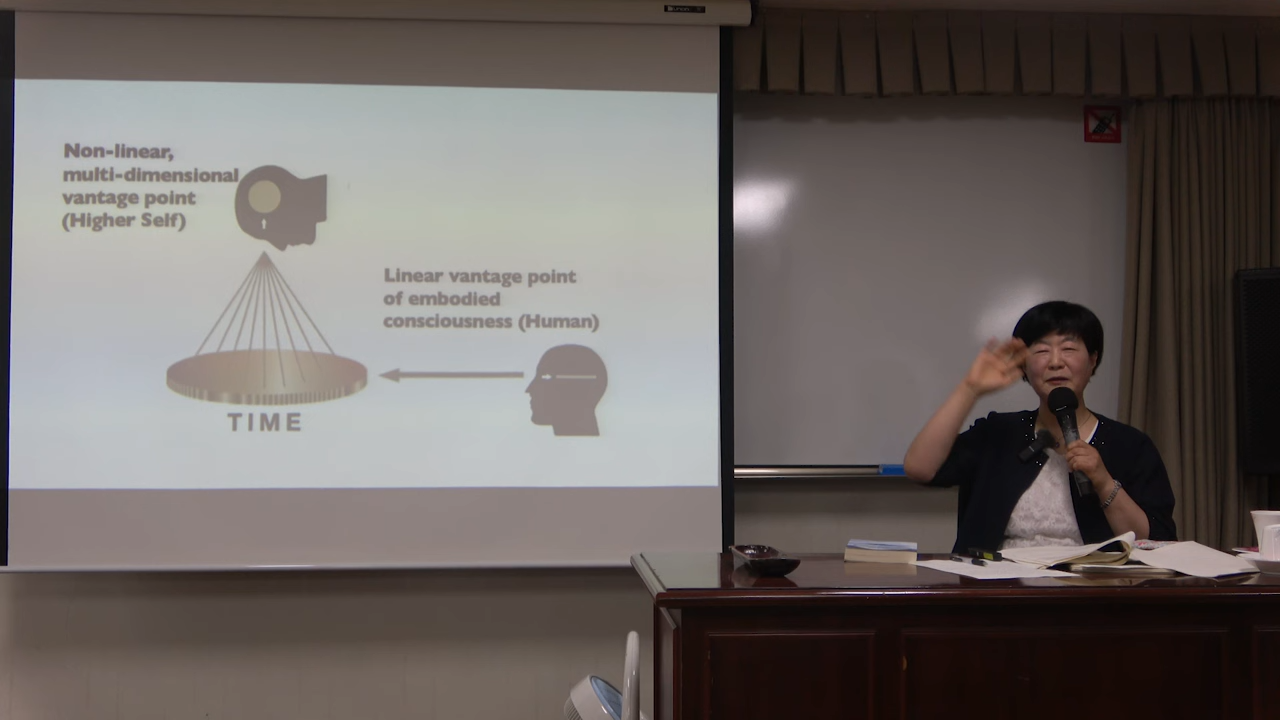 Non-linear,
multi-dimensional
vantage point
(Higher Self)
Linear vantage point
of embodied
consciousness (Human)
TIME